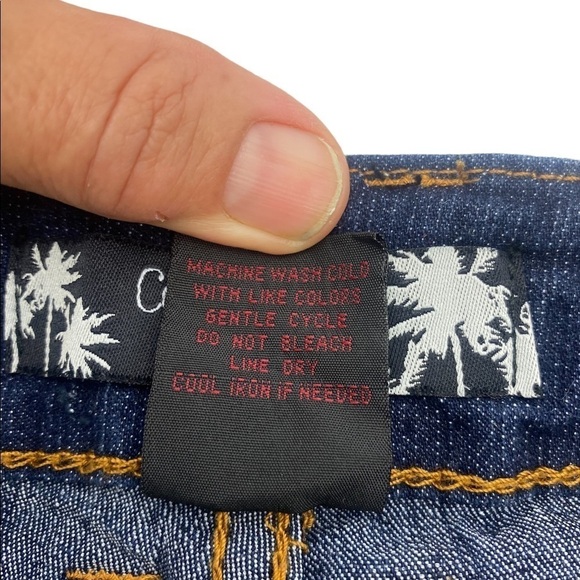 MACHINE WASH COLD
WITH LIKE COLORS
GENTLE CYCLE
DO NOT BLEACH
LINE DRY
COOL IRON IF NEEDED